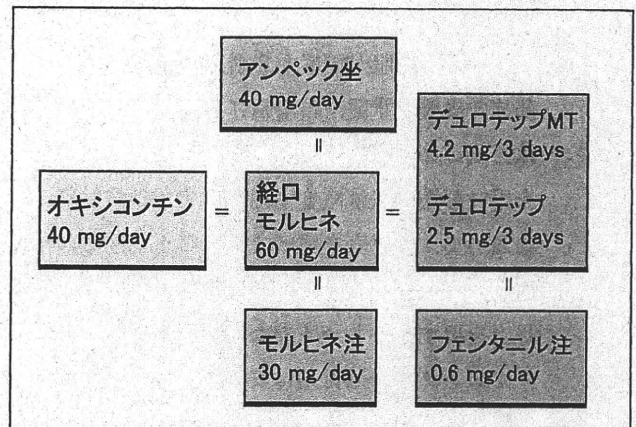 アンペック坐
40 mg/day
॥
デュロテップMT
4.2 mg/3 days
デュロテップ
2.5 mg/3 days
オキシコンチン
40 mg/day
=
経口
モルヒネ
60 mg/day
=
॥
॥
モルヒネ注
30 mg/day
フェンタニル注
0.6 mg/day